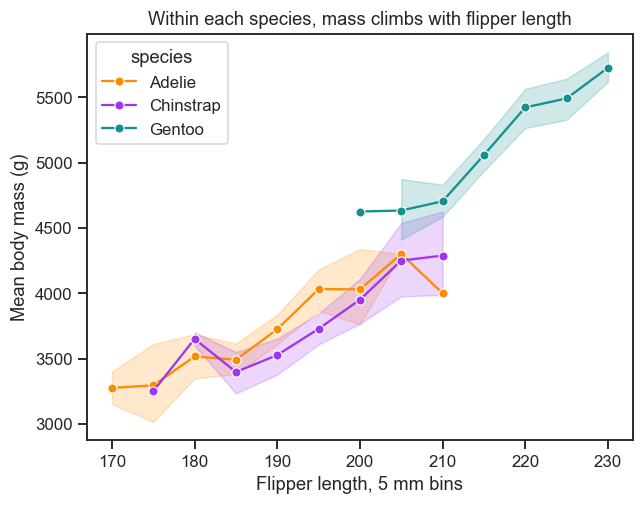 Within each species, mass climbs with flipper length
species
Adelie
Chinstrap
Gentoo
Mean body mass (g)
5500
5000
4500
4000
3500
3000
170 180 190 200 210 220 230
Flipper length, 5 mm bins